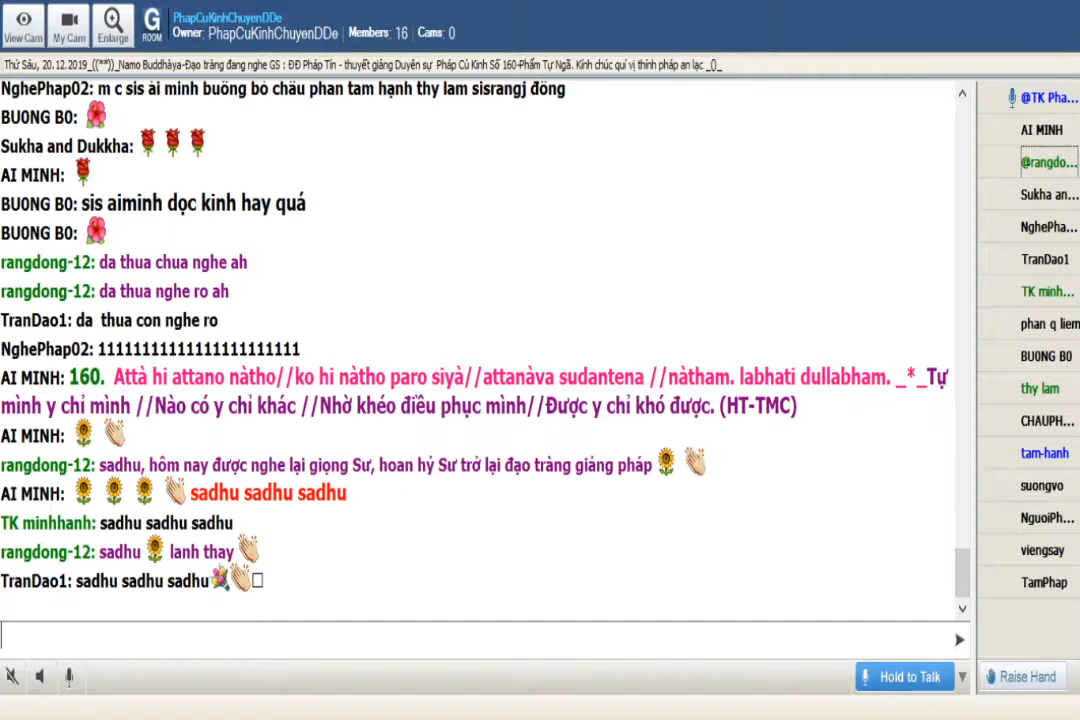 View Cam
My Cam
Enlarge
G
ROOM
PhapCuKinhChuyenDDe
Owner: PhapCuKinhChuyenDDe Members: 16 Cams: 0
Thứ Sáu, 20.12.2019_((**))_Namo Buddhàya-Đạo tràng đang nghe GS : ĐĐ Pháp Tín - thuyết giảng Duyên sự Pháp Cú Kinh Số 160-Phẩm Tự Ngã. Kính chúc quí vị thính pháp an lạc _()_
NghePhap02: m c sis ải minh buông bỏ châu phan tam hạnh thy lam sisrangj đông
BU0NG B0:
Sukha and Dukkha:
AI MINH:
BU0NG B0: sis aiminh dọc kinh hay quá
BU0NG B0:
rangdong-12: da thua chua nghe ah
rangdong-12: da thua nghe ro ah
TranDao1: da thua con nghe ro
NghePhap02: 11111111111111111111111
AI MINH: 160. Attà hi attano nàtho//ko hi nàtho paro siyà//attanàva sudantena //nàtham. labhati dullabham. _*_Tự
mình y chỉ mình //Nào có y chỉ khác //Nhờ khéo điều phục mình//Được y chỉ khó được. (HT-TMC)
AI MINH:
rangdong-12: sadhu, hôm nay được nghe lại giọng Sư, hoan hỷ Sư trở lại đạo tràng giảng pháp
AI MINH: sadhu sadhu sadhu
TK minhhanh: sadhu sadhu sadhu
rangdong-12: sadhu lanh thay
TranDao1: sadhu sadhu sadhu
@TK Pha...
AI MINH
@rangdo...
Sukha an...
NghePha...
TranDao1
TK minh...
phan q liem
BU0NG B0
thy lam
CHAUPH...
tam-hanh
suongvo
NguoiPh...
viengsay
TamPhap
Hold to Talk
Raise Hand